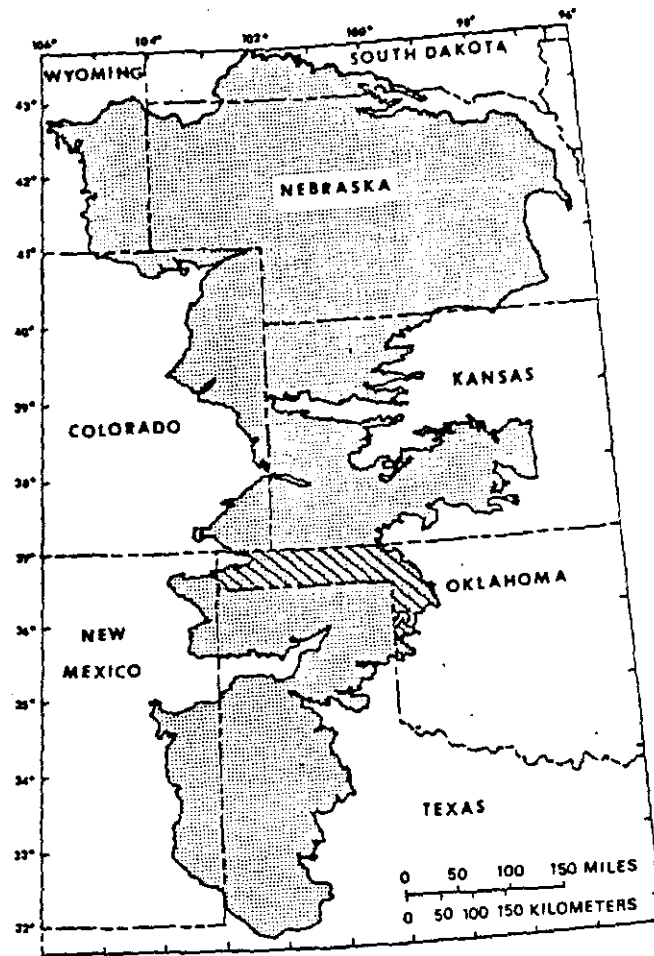 106° 104° 102° 100° 98° 96°
WYOMING
SOUTH DAKOTA
43°
42°
NEBRASKA
41°
40°
KANSAS
39°
COLORADO
38°
37°
OKLAHOMA
36°
NEW
MEXICO
35°
34°
TEXAS
33°
0 50 100 150 MILES
0 50 100 150 KILOMETERS
32°